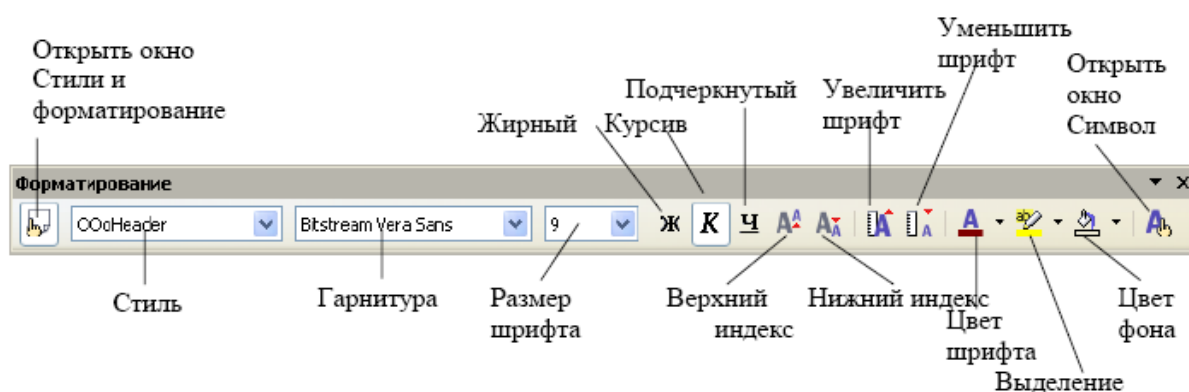 Открыть окно
Стили и
форматирование
Жирный
Курсив
Подчеркнутый
Увеличить
шрифт
Уменьшить
шрифт
Открыть
окно
Символ
Форматирование
OOoHeader
Bitstream Vera Sans
9
Ж
К
Ч
Стиль
Гарнитура
Размер
шрифта
Верхний
индекс
Нижний индекс
Цвет
шрифта
Выделение
Цвет
фона